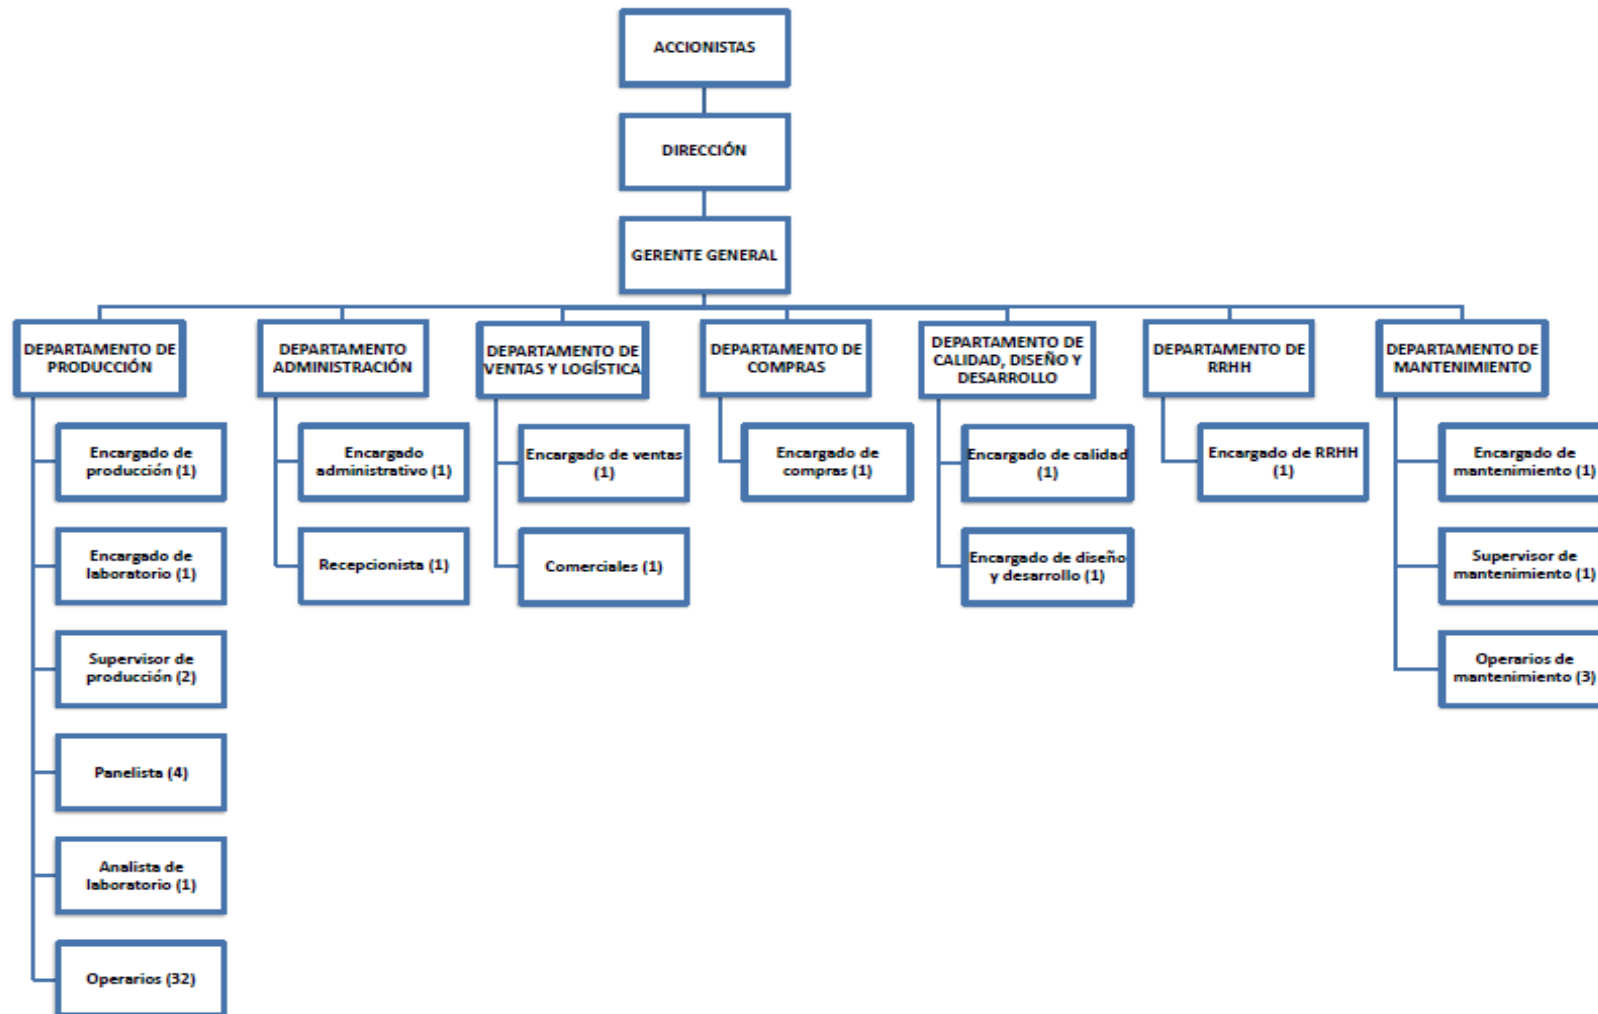 ACCIONISTAS
DIRECCIÓN
GERENTE GENERAL
DEPARTAMENTO DE
PRODUCCIÓN
Encargado de
producción (1)
Encargado de
laboratorio (1)
Supervisor de
producción (2)
Panelista (4)
Analista de
laboratorio (1)
Operarios (32)
DEPARTAMENTO
ADMINISTRACIÓN
Encargado
administrativo (1)
Recepcionista (1)
DEPARTAMENTO DE
VENTAS Y LOGÍSTICA
Encargado de ventas
(1)
Comerciales (1)
DEPARTAMENTO DE
COMPRAS
Encargado de
compras (1)
DEPARTAMENTO DE
CALIDAD, DISEÑO Y
DESARROLLO
Encargado de calidad
(1)
Encargado de diseño
y desarrollo (1)
DEPARTAMENTO DE
RRHH
Encargado de RRHH
(1)
DEPARTAMENTO DE
MANTENIMIENTO
Encargado de
mantenimiento (1)
Supervisor de
mantenimiento (1)
Operarios de
mantenimiento (3)